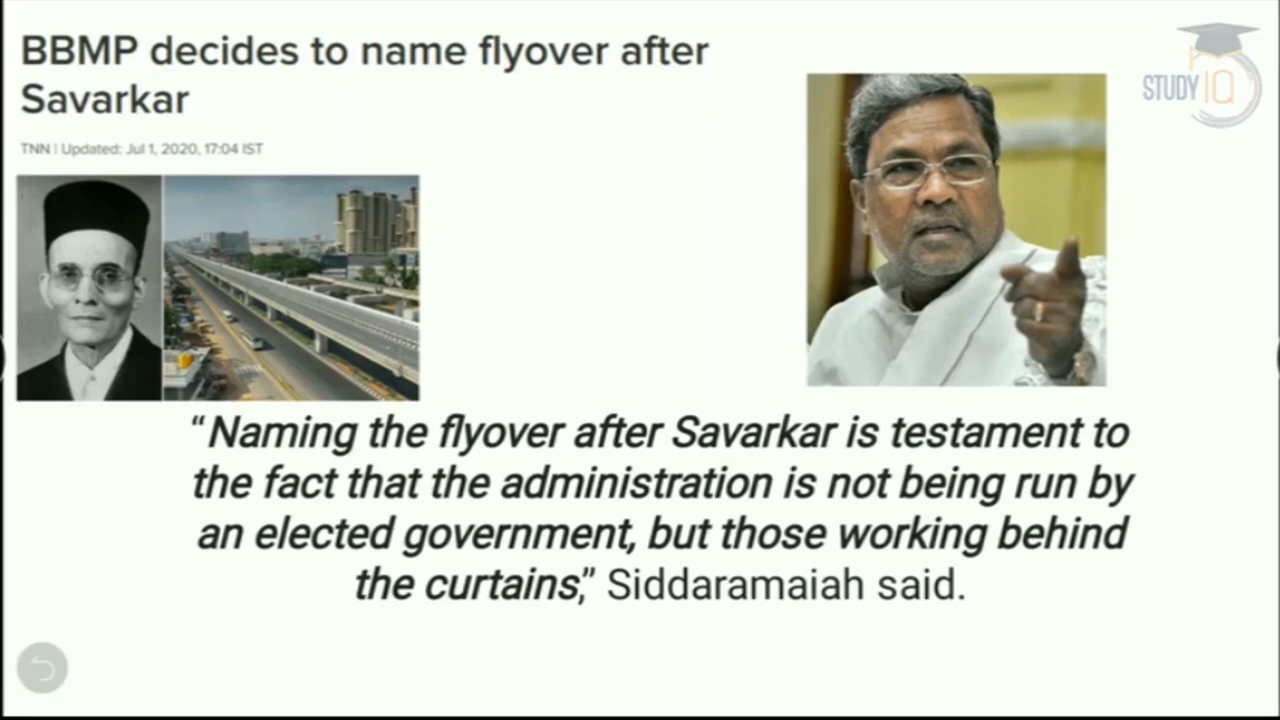 BBMP decides to name flyover after
Savarkar
TNN | Updated: Jul 1, 2020, 17:04 IST
STUDY IQ
“Naming the flyover after Savarkar is testament to
the fact that the administration is not being run by
an elected government, but those working behind
the curtains,” Siddaramaiah said.